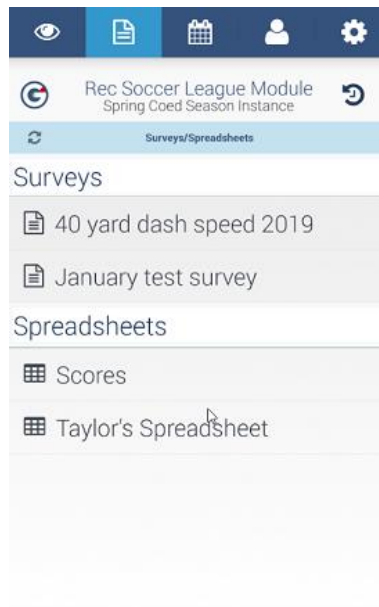 Rec Soccer League Module
Spring Coed Season Instance
Surveys/Spreadsheets
Surveys
40 yard dash speed 2019
January test survey
Spreadsheets
Scores
Taylor's Spreadsheet